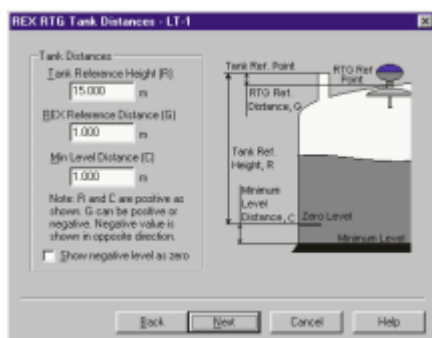 REX RTG Tank Distances - LT-1
Tank Distances
Tank Reference Height (R)
15.000 m
REX Reference Distance (G)
1.000 m
Min Level Distance (C)
1.000 m
Note: R and C are positive as
shown. G can be positive or
negative. Negative value is
shown in opposite direction.
Show negative level as zero
Tank Ref. Point
RTG Ref.
Point
RTG Ref.
Distance, G
Tank Ref.
Height, R
Minimum
Level
Distance, C
Zero Level
Minimum Level
Back
Next
Cancel
Help